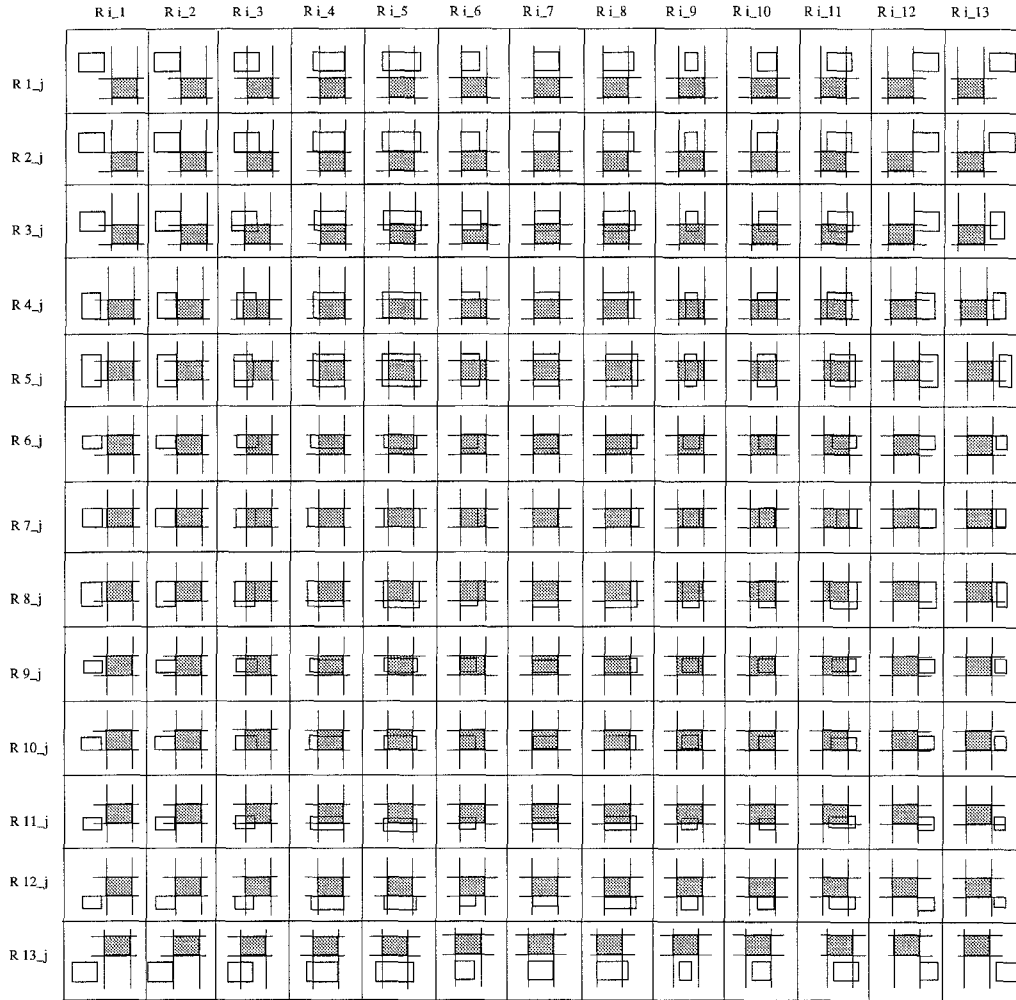 R i_1 R i_2 R i_3 R i_4 R i_5 R i_6 R i_7 R i_8 R i_9 R i_10 R i_11 R i_12 R i_13
R 1_j
R 2_j
R 3_j
R 4_j
R 5_j
R 6_j
R 7_j
R 8_j
R 9_j
R 10_j
R 11_j
R 12_j
R 13_j